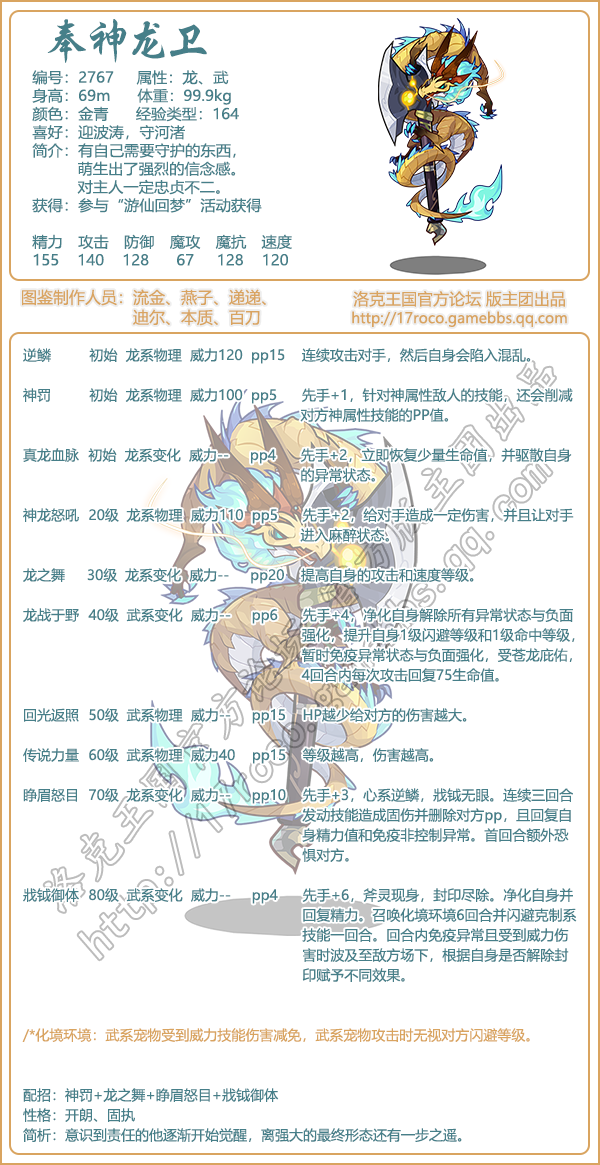 奉神龙卫
编号：2767 属性：龙、武
身高：69m 体重：99.9kg
颜色：金青 经验类型：164
喜好：迎波涛，守河渚
简介：有自己需要守护的东西，
萌生出了强烈的信念感。
对主人一定忠贞不二。
获得：参与“游仙回梦”活动获得
精力 攻击 防御 魔攻 魔抗 速度
155 140 128 67 128 120
图鉴制作人员：流金、燕子、递递、
迪尔、本质、百刀
洛克王国官方论坛 版主团出品
http://17roco.gamebbs.qq.com
逆鳞 初始 龙系物理 威力120 pp15 连续攻击对手，然后自身会陷入混乱。
神罚 初始 龙系物理 威力100 pp5 先手+1，针对神属性敌人的技能，还会削减
对方神属性技能的PP值。
真龙血脉 初始 龙系变化 威力-- pp4 先手+2，立即恢复少量生命值，并驱散自身
的异常状态。
神龙怒吼 20级 龙系物理 威力110 pp5 先手+2，给对手造成一定伤害，并且让对手
进入麻醉状态。
龙之舞 30级 龙系变化 威力-- pp20 提高自身的攻击和速度等级。
龙战于野 40级 武系变化 威力-- pp6 先手+4，净化自身解除所有异常状态与负面
强化，提升自身1级闪避等级和1级命中等级，
暂时免疫异常状态与负面强化，受苍龙庇佑，
4回合内每次攻击回复75生命值。
回光返照 50级 武系物理 威力-- pp15 HP越少给对方的伤害越大。
传说力量 60级 武系物理 威力40 pp15 等级越高，伤害越高。
睁眉怒目 70级 龙系变化 威力-- pp10 先手+3，心系逆鳞，戕钺无眼。连续三回合
发动技能造成固伤并删除对方pp，且回复自
身精力值和免疫非控制异常。首回合额外恐
惧对方。
戕钺御体 80级 龙系变化 威力-- pp4 先手+6，斧灵现身，封印尽除。净化自身并
回复精力。召唤化境环境6回合并闪避克制系
技能一回合。回合内免疫异常且受到威力伤
害时波及至敌方场下，根据自身是否解除封
印赋予不同效果。
/*化境环境：武系宠物受到威力技能伤害减免，武系宠物攻击时无视对方闪避等级。
配招：神罚+龙之舞+睁眉怒目+戕钺御体
性格：开朗、固执
简析：意识到责任的他逐渐开始觉醒，离强大的最终形态还有一步之遥。
洛克王国官方论坛版主团出品
http://17roco.gamebbs.qq.com